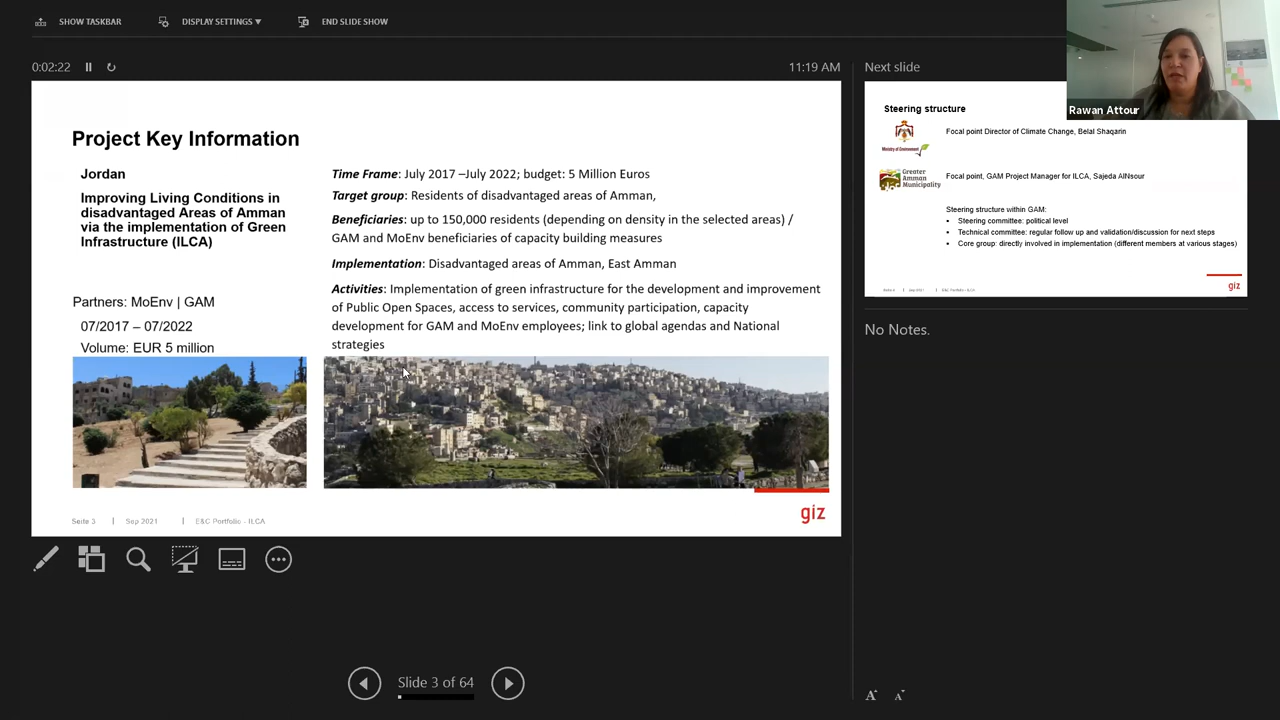 SHOW TASKBAR
DISPLAY SETTINGS ▼
END SLIDE SHOW
0:02:22
11:19 AM
Project Key Information
Jordan
Improving Living Conditions in
disadvantaged Areas of Amman
via the implementation of Green
Infrastructure (ILCA)
Partners: MoEnv | GAM
07/2017 – 07/2022
Volume: EUR 5 million
Time Frame: July 2017 –July 2022; budget: 5 Million Euros
Target group: Residents of disadvantaged areas of Amman,
Beneficiaries: up to 150,000 residents (depending on density in the selected areas) /
GAM and MoEnv beneficiaries of capacity building measures
Implementation: Disadvantaged areas of Amman, East Amman
Activities: Implementation of green infrastructure for the development and improvement
of Public Open Spaces, access to services, community participation, capacity
development for GAM and MoEnv employees; link to global agendas and National
strategies
Seite 3 | Sep 2021 | E&C Portfolio - ILCA
giz
Slide 3 of 64
Next slide
Rawan Attour
Steering structure
Ministry of Environment
Focal point Director of Climate Change, Belal Shaqarin
Greater
Amman
Municipality
Focal point, GAM Project Manager for ILCA, Sajeda AlNsour
Steering structure within GAM:
▪ Steering committee: political level
▪ Technical committee: regular follow up and validation/discussion for next steps
▪ Core group: directly involved in implementation (different members at various stages)
giz
No Notes.
A A